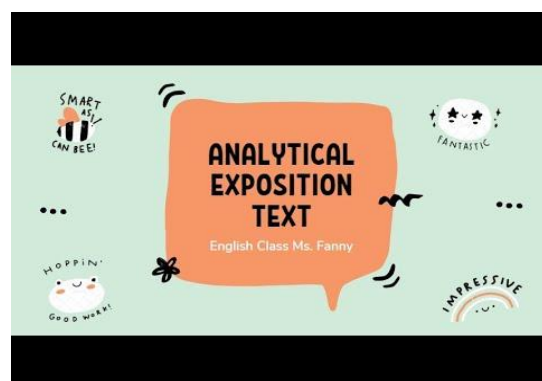 SMART
AS
CAN BEE!
FANTASTIC
ANALYTICAL
EXPOSITION
TEXT
English Class Ms. Fanny
HOPPIN'
GOOD WORK!
IMPRESSIVE